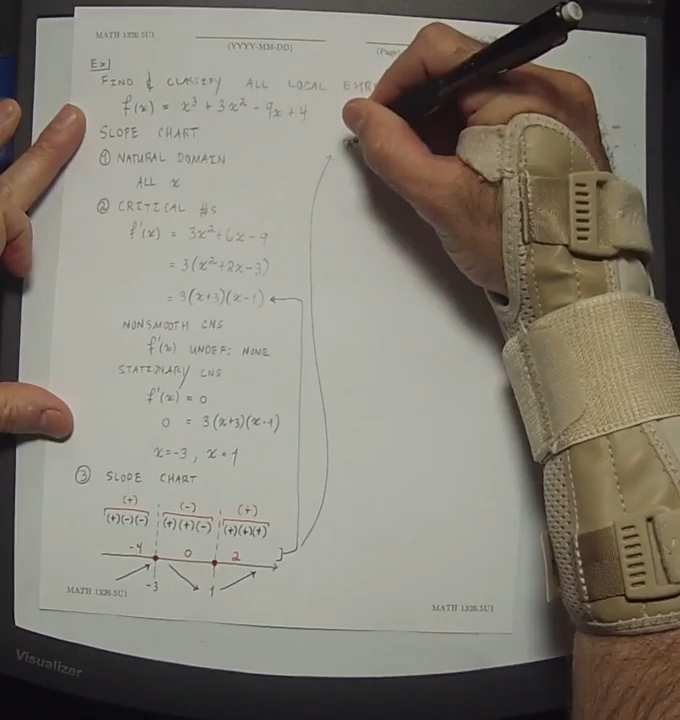 MATH 1326.5U1
(YYYY-MM-DD)
EX1
FIND & CLASSIFY ALL LOCAL
f(x) = x³ + 3x² - 9x + 4
SLOPE CHART
① NATURAL DOMAIN
ALL x
② CRITICAL #S
f'(x) = 3x² + 6x - 9
= 3(x² + 2x - 3)
= 3(x+3)(x-1)
NONSMOOTH CNS
f'(x) UNDEF: NONE
STATIONARY CNS
f'(x) = 0
0 = 3(x+3)(x-1)
x = -3, x = 1
③ SLOPE CHART
(+) (-) (+)
(+)(-)(-) (+)(+)(-) (+)(+)(+)
-4 0 2
-3 1
MATH 1326.5U1 MATH 1326.5U1
Visualizer